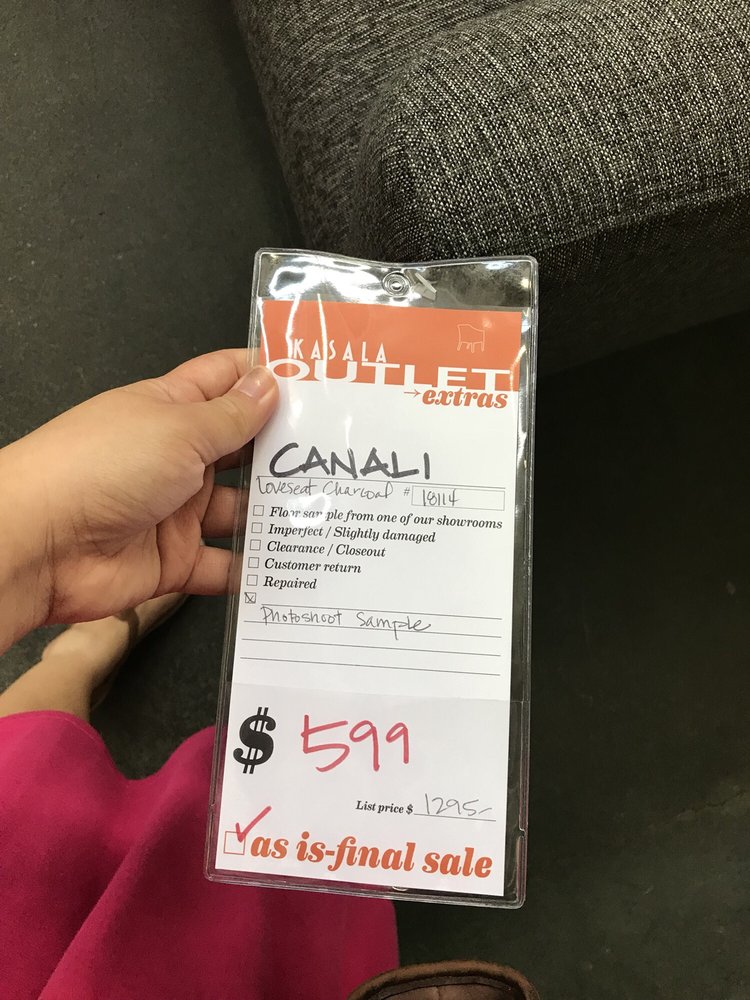 KASALA
OUTLET
→extras
CANALI
Loveseat Charcoal # 18114
Floor sample from one of our showrooms
Imperfect / Slightly damaged
Clearance / Closeout
Customer return
Repaired
Photoshoot Sample
$ 599
List price $ 1295-
as is-final sale